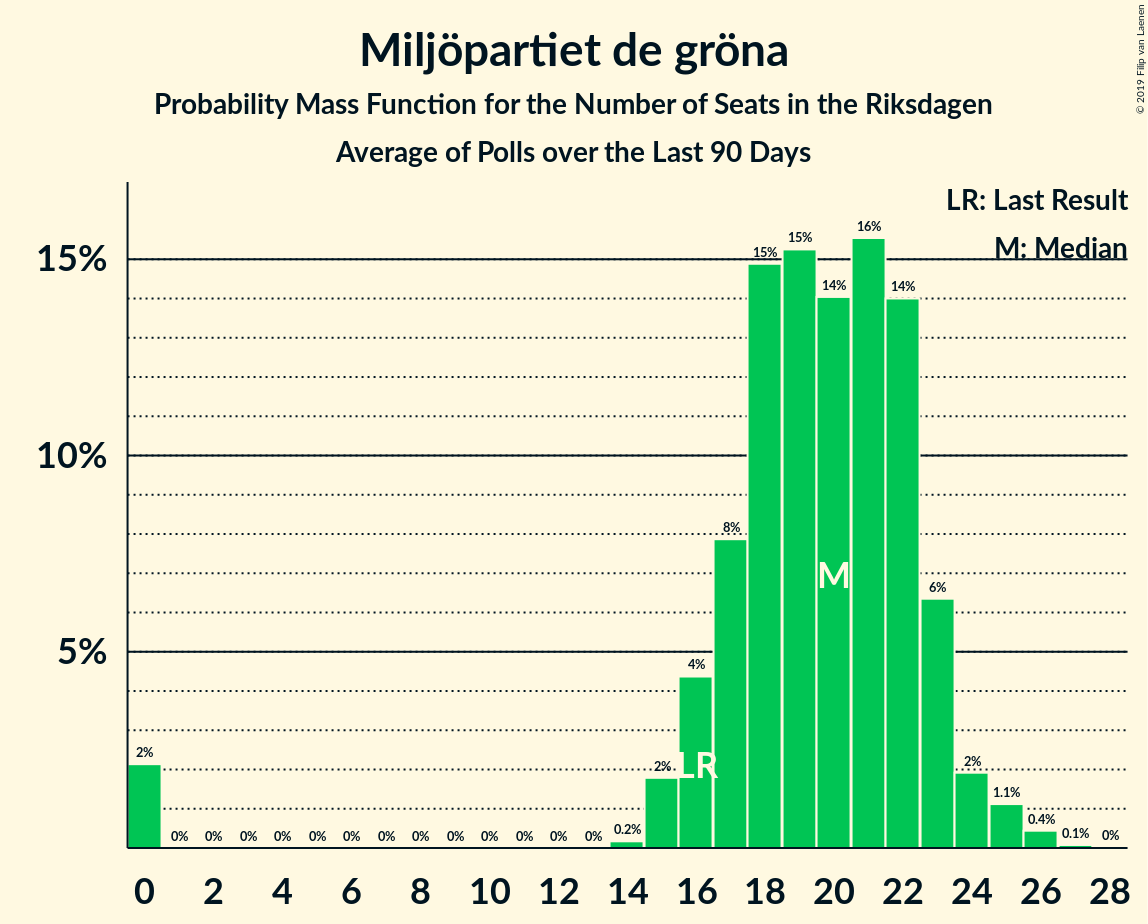 Miljöpartiet de gröna
Probability Mass Function for the Number of Seats in the Riksdagen
Average of Polls over the Last 90 Days
© 2019 Filip van Laenen
LR: Last Result
M: Median
15%
10%
5%
2% 0% 0% 0% 0% 0% 0% 0% 0% 0% 0% 0% 0% 0% 0.2% 2% 4% 8% 15% 15% 14% 16% 14% 6% 2% 1.1% 0.4% 0.1% 0%
LR M
0 2 4 6 8 10 12 14 16 18 20 22 24 26 28